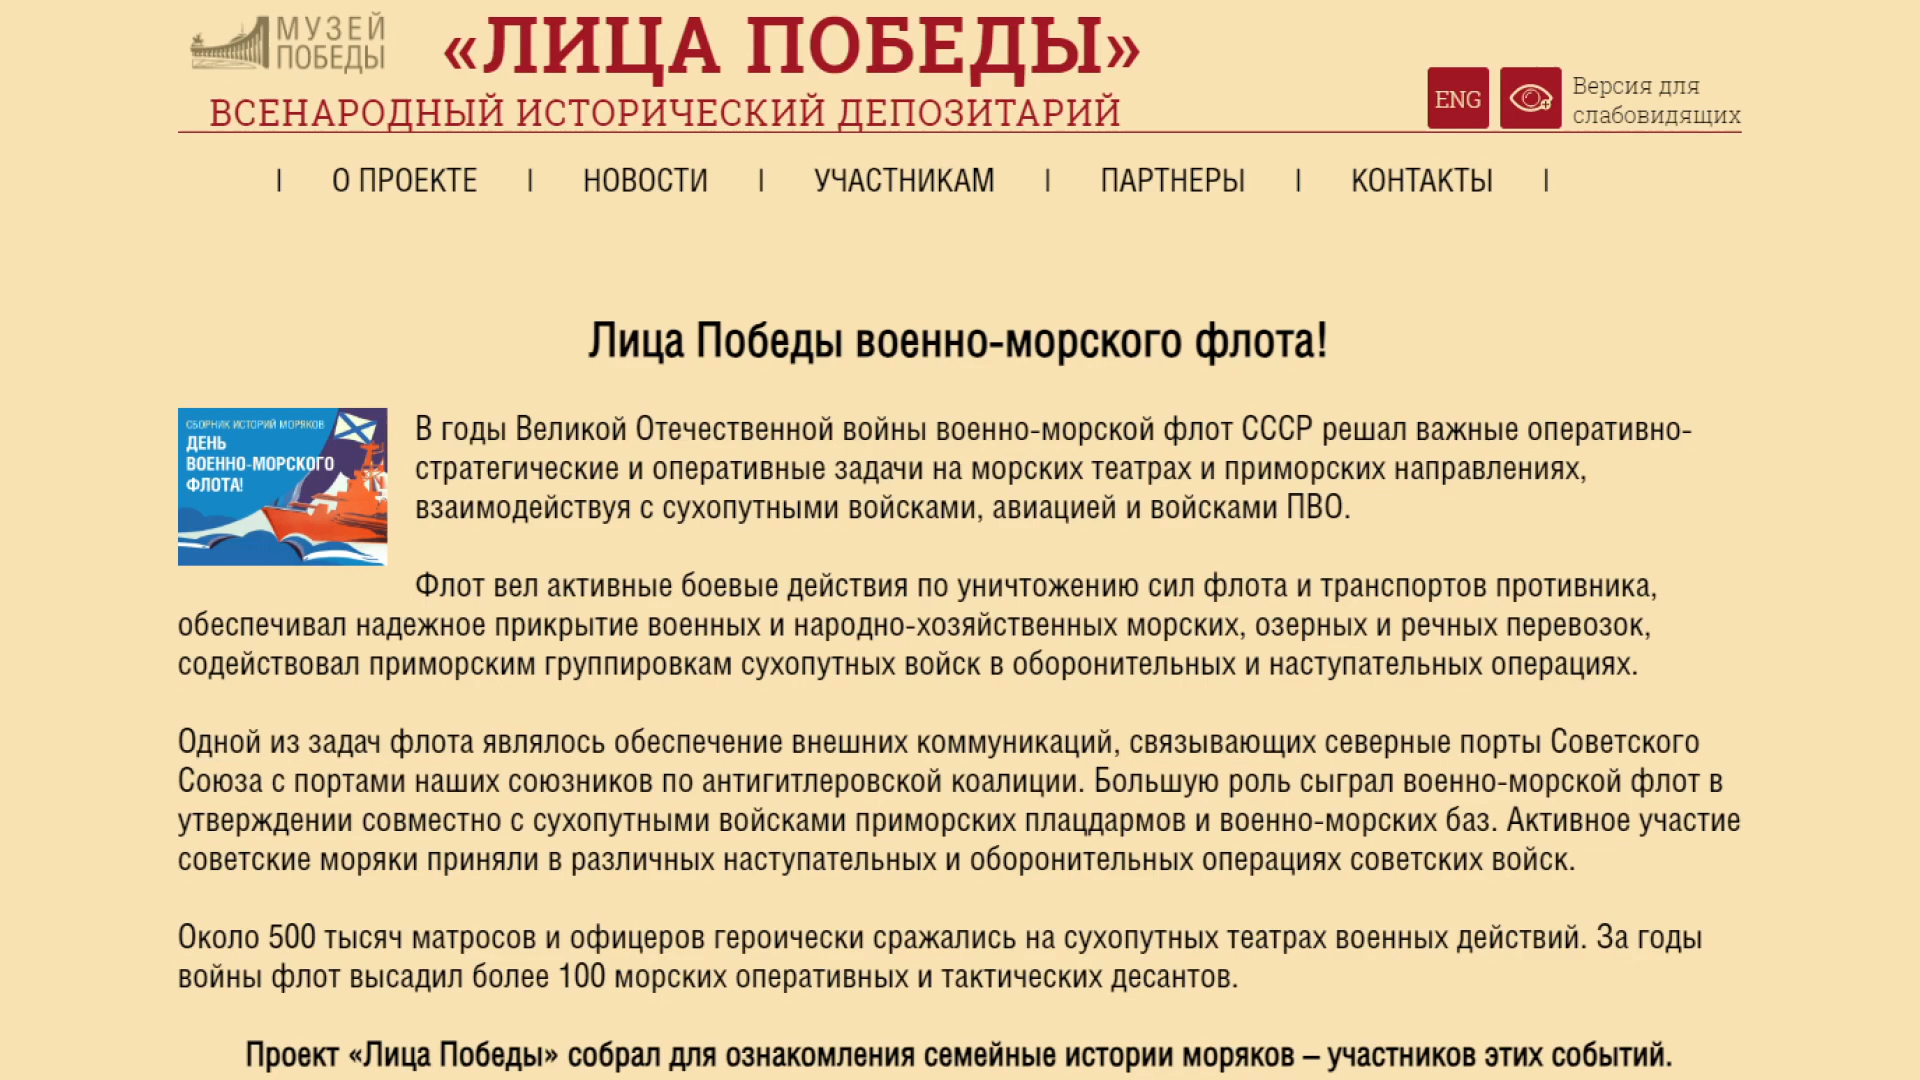 МУЗЕЙ
ПОБЕДЫ
«ЛИЦА ПОБЕДЫ»
ВСЕНАРОДНЫЙ ИСТОРИЧЕСКИЙ ДЕПОЗИТАРИЙ
ENG
Версия для
слабовидящих
| О ПРОЕКТЕ | НОВОСТИ | УЧАСТНИКАМ | ПАРТНЕРЫ | КОНТАКТЫ |
Лица Победы военно-морского флота!
СБОРНИК ИСТОРИЙ МОРЯКОВ
ДЕНЬ
ВОЕННО-МОРСКОГО
ФЛОТА!
В годы Великой Отечественной войны военно-морской флот СССР решал важные оперативно-
стратегические и оперативные задачи на морских театрах и приморских направлениях,
взаимодействуя с сухопутными войсками, авиацией и войсками ПВО.
Флот вел активные боевые действия по уничтожению сил флота и транспортов противника,
обеспечивал надежное прикрытие военных и народно-хозяйственных морских, озерных и речных перевозок,
содействовал приморским группировкам сухопутных войск в оборонительных и наступательных операциях.
Одной из задач флота являлось обеспечение внешних коммуникаций, связывающих северные порты Советского
Союза с портами наших союзников по антигитлеровской коалиции. Большую роль сыграл военно-морской флот в
утверждении совместно с сухопутными войсками приморских плацдармов и военно-морских баз. Активное участие
советские моряки приняли в различных наступательных и оборонительных операциях советских войск.
Около 500 тысяч матросов и офицеров героически сражались на сухопутных театрах военных действий. За годы
войны флот высадил более 100 морских оперативных и тактических десантов.
Проект «Лица Победы» собрал для ознакомления семейные истории моряков – участников этих событий.